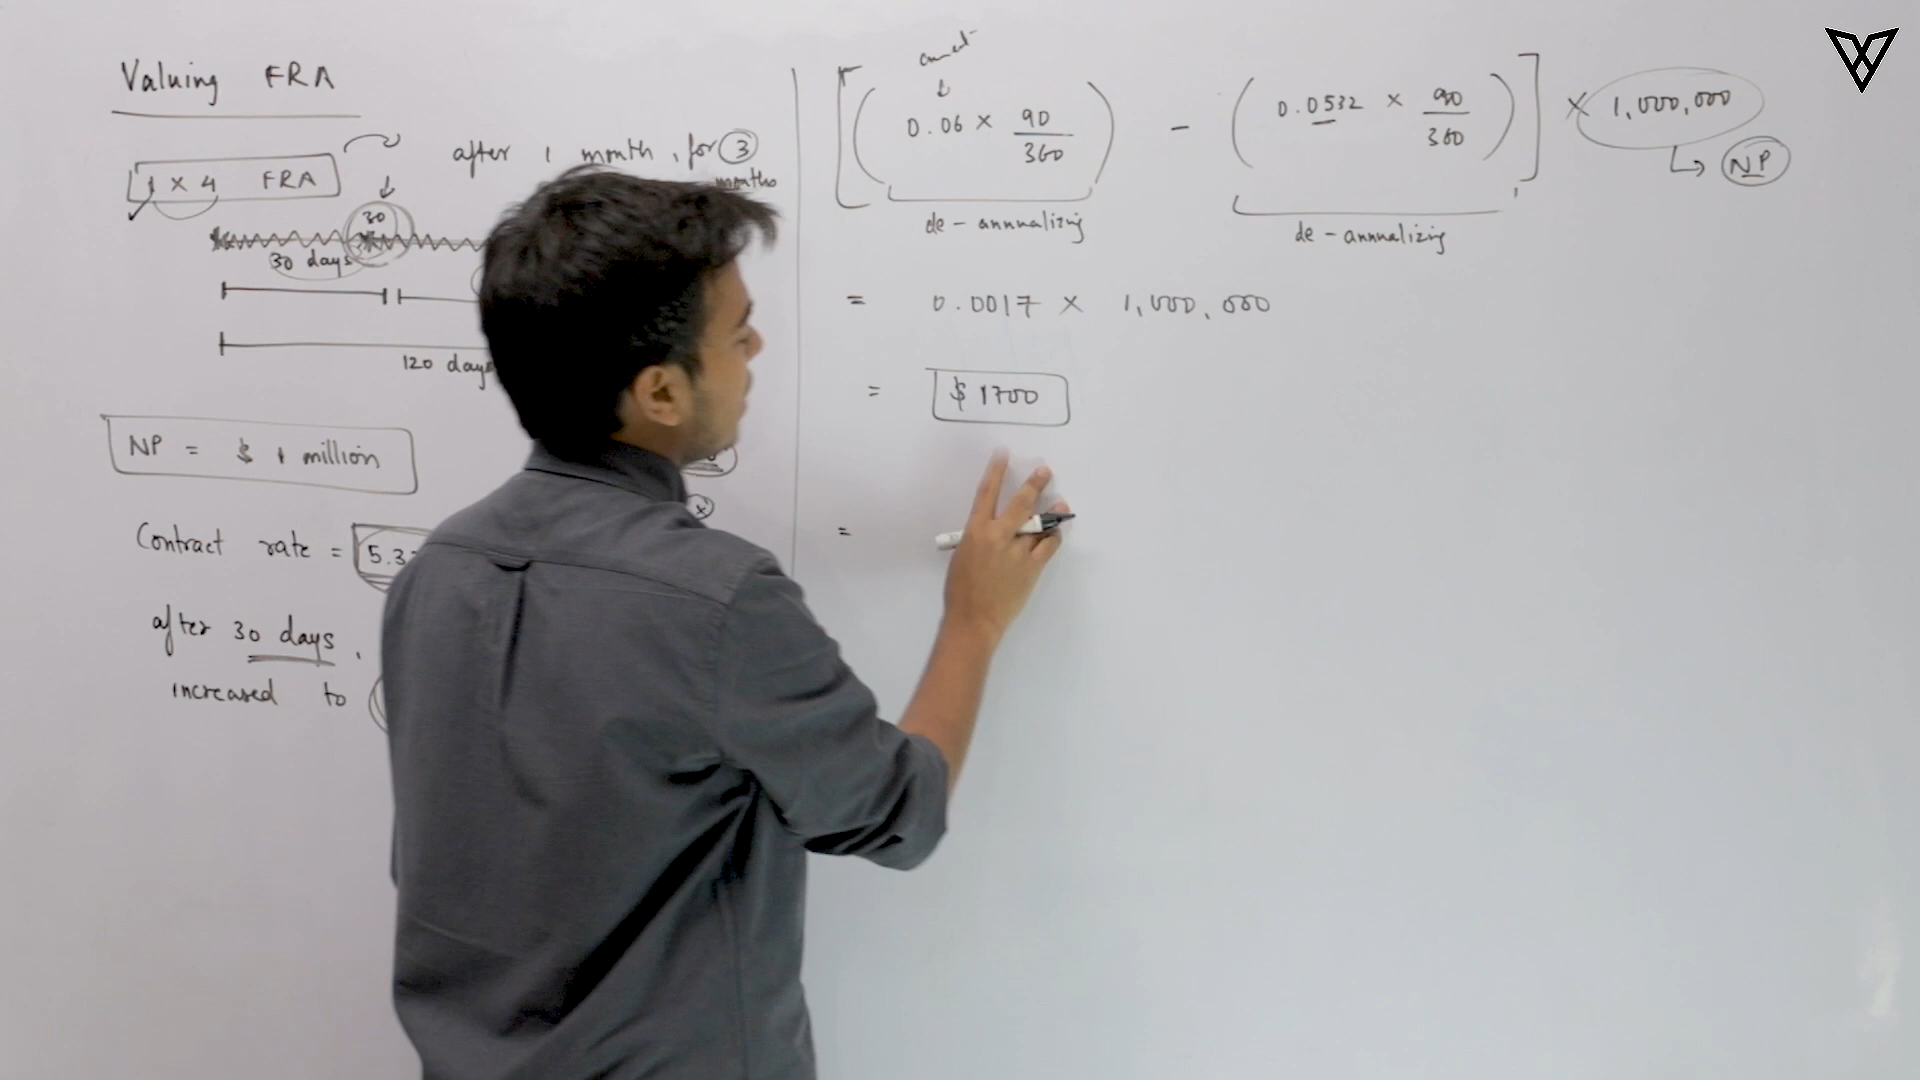 Valuing FRA
1 x 4 FRA
after 1 month, for 3 months
30
30 days
120 days
NP = $ 1 million
Contract rate = 5.3
after 30 days,
increased to
[(0.06 × 90/360) - (0.0532 × 90/360)] × 1,000,000
NP
de-annualizing
de-annualizing
= 0.0017 × 1,000,000
= $ 1700
=